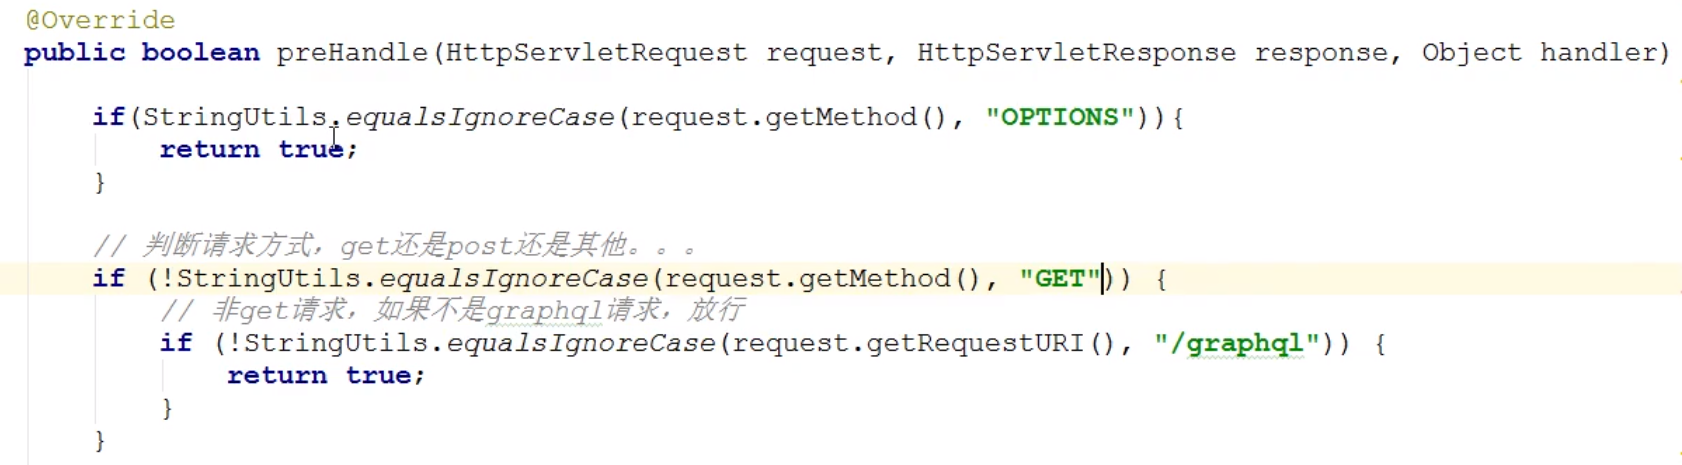 @Override
public boolean preHandle(HttpServletRequest request, HttpServletResponse response, Object handler)
if(StringUtils.equalsIgnoreCase(request.getMethod(), "OPTIONS")){
return true;
}
// 判断请求方式，get还是post还是其他。。。
if (!StringUtils.equalsIgnoreCase(request.getMethod(), "GET")) {
// 非get请求，如果不是graphql请求，放行
if (!StringUtils.equalsIgnoreCase(request.getRequestURI(), "/graphql")) {
return true;
}
}